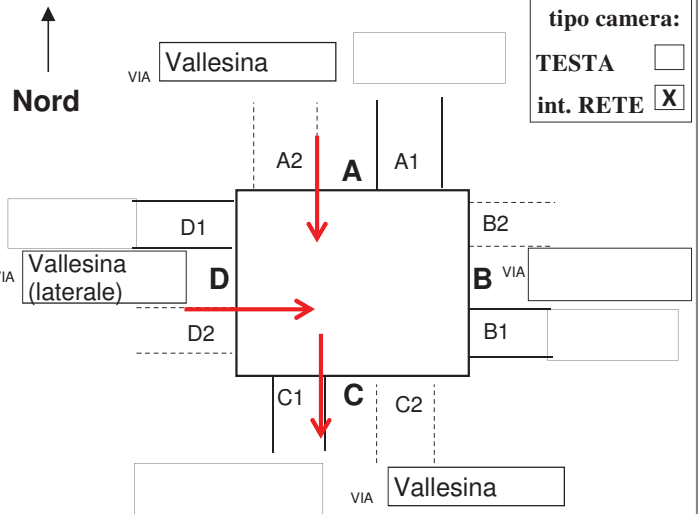 tipo camera:
VIA Vallesina
TESTA
Nord
int. RETE X
A2 A A1
D1 B2
VIA Vallesina
(laterale)
D B VIA
D2 B1
C1 C C2
VIA Vallesina